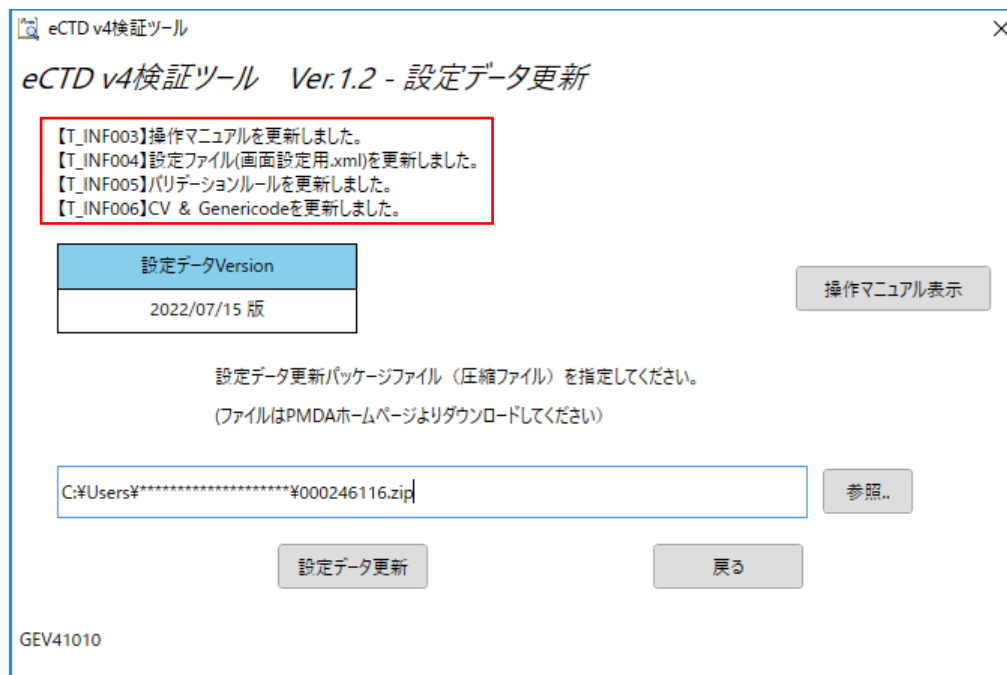 eCTD v4検証ツール
eCTD v4検証ツール　Ver.1.2 - 設定データ更新
【T_INF003】操作マニュアルを更新しました。
【T_INF004】設定ファイル(画面設定用.xml)を更新しました。
【T_INF005】バリデーションルールを更新しました。
【T_INF006】CV & Genericodeを更新しました。
設定データVersion
2022/07/15 版
操作マニュアル表示
設定データ更新パッケージファイル（圧縮ファイル）を指定してください。
(ファイルはPMDAホームページよりダウンロードしてください）
C:¥Users¥********************¥000246116.zip
参照..
設定データ更新
戻る
GEV41010